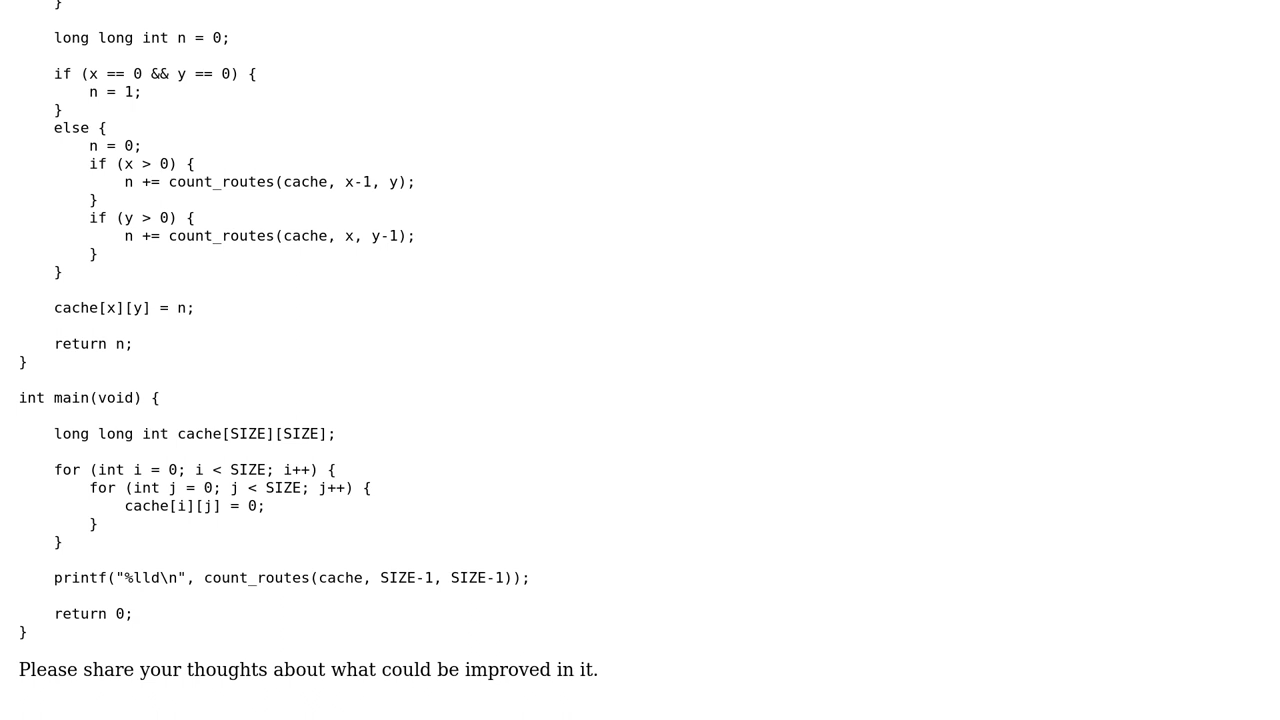 }
    long long int n = 0;
    if (x == 0 && y == 0) {
        n = 1;
    }
    else {
        n = 0;
        if (x > 0) {
            n += count_routes(cache, x-1, y);
        }
        if (y > 0) {
            n += count_routes(cache, x, y-1);
        }
    }
    cache[x][y] = n;
    return n;
}
int main(void) {
    long long int cache[SIZE][SIZE];
    for (int i = 0; i < SIZE; i++) {
        for (int j = 0; j < SIZE; j++) {
            cache[i][j] = 0;
        }
    }
    printf("%lld\n", count_routes(cache, SIZE-1, SIZE-1));
    return 0;
}
Please share your thoughts about what could be improved in it.